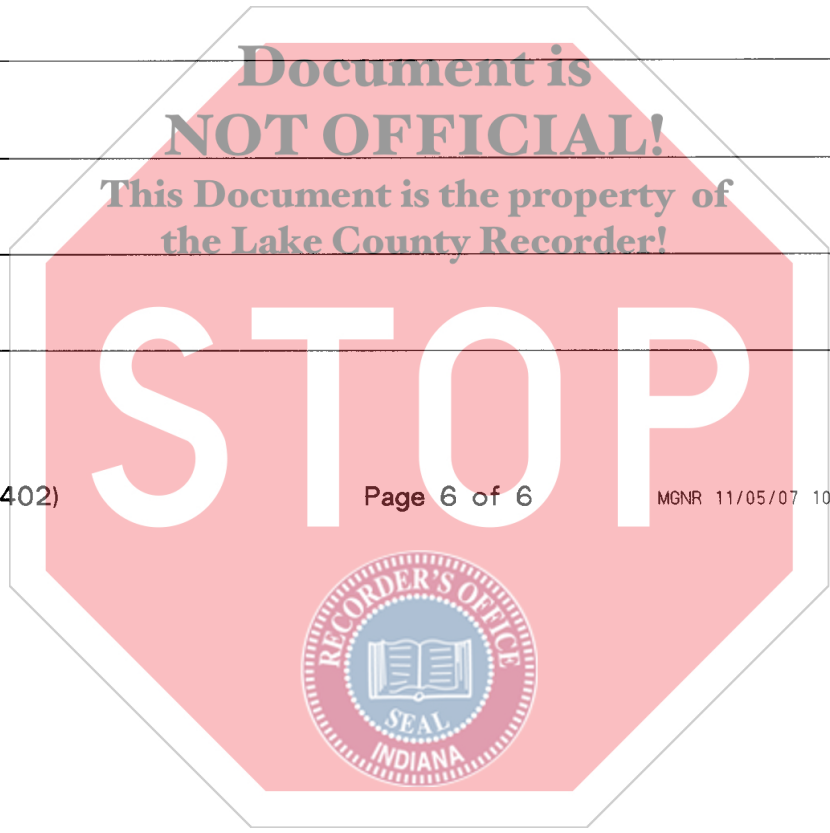 Document is
NOT OFFICIAL!
This Document is the property of
the Lake County Recorder!
STOP
402) Page 6 of 6 MGNR 11/05/07 10
RECORDER'S OFFICE
SEAL
INDIANA